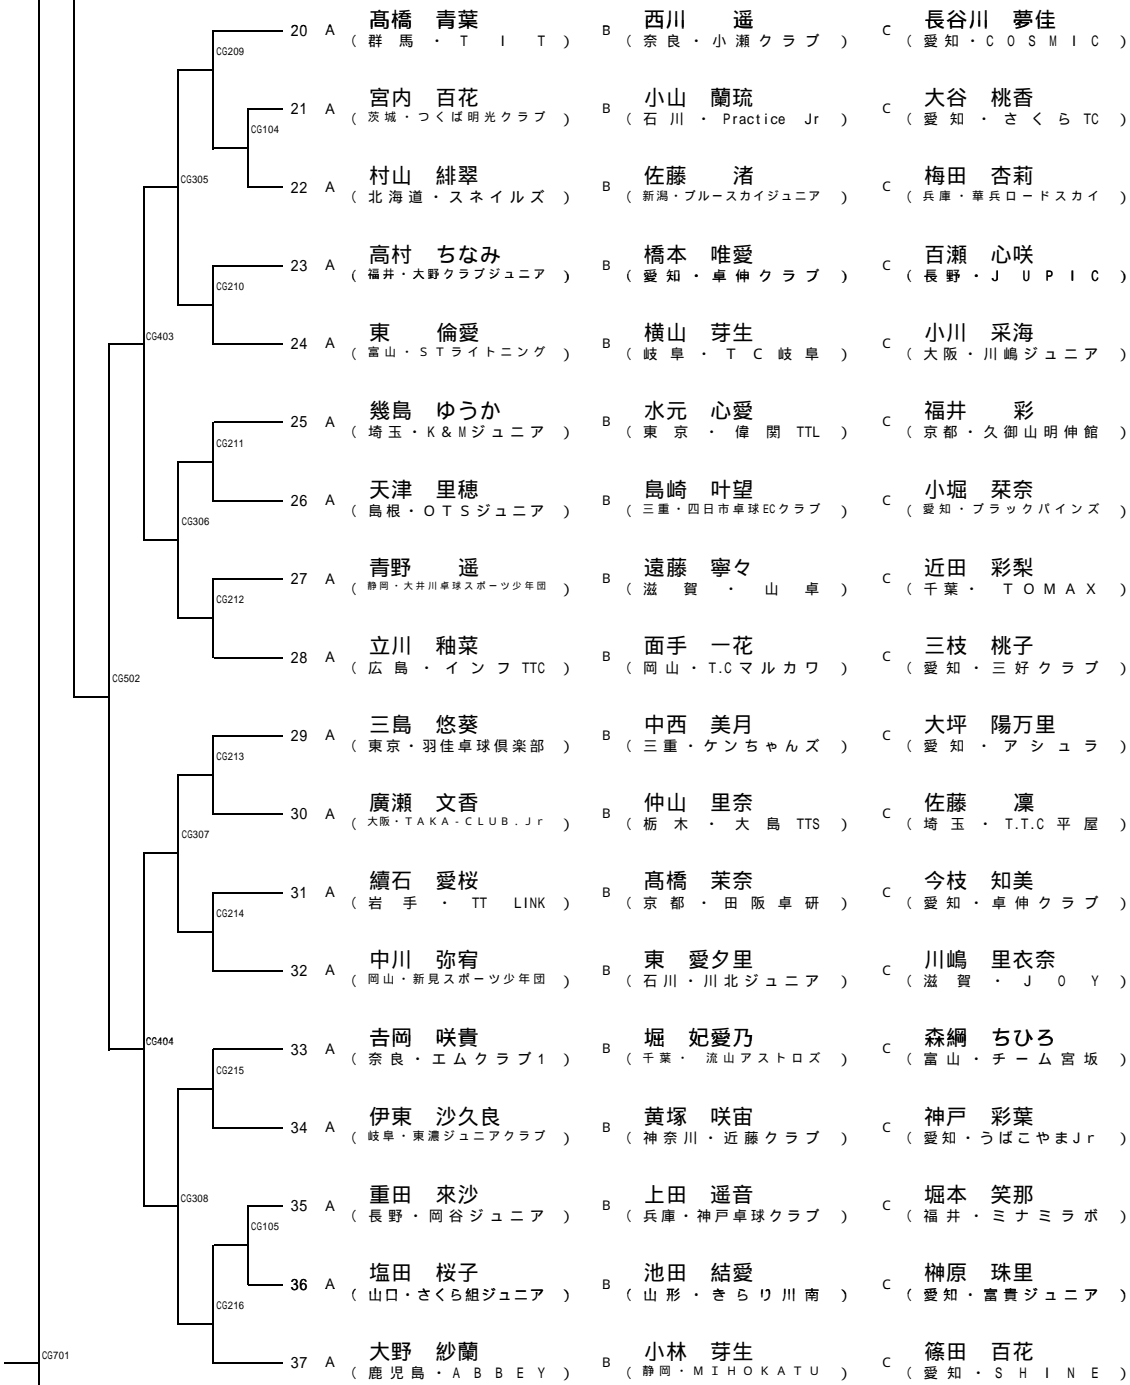 20 A 髙橋 青葉 B 西川 遥 C 長谷川 夢佳
(群馬・TIT) (奈良・小瀬クラブ) (愛知・COSMIC)
CG209
21 A 宮内 百花 B 小山 蘭琉 C 大谷 桃香
(茨城・つくば明光クラブ) (石川・Practice Jr) (愛知・さくらTC)
CG104
CG305
22 A 村山 緋翠 B 佐藤 渚 C 梅田 杏莉
(北海道・スネイルズ) (新潟・ブルースカイジュニア) (兵庫・華兵ロードスカイ)
23 A 高村 ちなみ B 橋本 唯愛 C 百瀬 心咲
(福井・大野クラブジュニア) (愛知・卓伸クラブ) (長野・JUPIC)
CG210
CG403
24 A 東 倫愛 B 横山 芽生 C 小川 采海
(富山・STライトニング) (岐阜・TC岐阜) (大阪・川嶋ジュニア)
25 A 幾島 ゆうか B 水元 心愛 C 福井 彩
(埼玉・K&Mジュニア) (東京・偉関TTL) (京都・久御山明伸館)
CG211
26 A 天津 里穂 B 島崎 叶望 C 小堀 栞奈
(島根・OTSジュニア) (三重・四日市卓球ECクラブ) (愛知・ブラックパインズ)
CG306
27 A 青野 遥 B 遠藤 寧々 C 近田 彩梨
(静岡・大井川卓球スポーツ少年団) (滋賀・山卓) (千葉・TOMAX)
CG212
28 A 立川 釉菜 B 面手 一花 C 三枝 桃子
(広島・インフTTC) (岡山・T.Cマルカワ) (愛知・三好クラブ)
CG502
29 A 三島 悠葵 B 中西 美月 C 大坪 陽万里
(東京・羽佳卓球倶楽部) (三重・ケンちゃんズ) (愛知・アシュラ)
CG213
30 A 廣瀬 文香 B 仲山 里奈 C 佐藤 凜
(大阪・TAKA-CLUB.Jr) (栃木・大島TTS) (埼玉・T.T.C平屋)
CG307
31 A 續石 愛桜 B 髙橋 茉奈 C 今枝 知美
(岩手・TT LINK) (京都・田阪卓研) (愛知・卓伸クラブ)
CG214
32 A 中川 弥宥 B 東 愛夕里 C 川嶋 里衣奈
(岡山・新見スポーツ少年団) (石川・川北ジュニア) (滋賀・JOY)
CG404
33 A 吉岡 咲貴 B 堀 妃愛乃 C 森綱 ちひろ
(奈良・エムクラブ1) (千葉・ 流山アストロズ) (富山・チーム宮坂)
CG215
34 A 伊東 沙久良 B 黄塚 咲宙 C 神戸 彩葉
(岐阜・東濃ジュニアクラブ) (神奈川・近藤クラブ) (愛知・うばこやまJr)
CG308
35 A 重田 來沙 B 上田 遥音 C 堀本 笑那
(長野・岡谷ジュニア) (兵庫・神戸卓球クラブ) (福井・ミナミラボ)
CG105
36 A 塩田 桜子 B 池田 結愛 C 榊原 珠里
(山口・さくら組ジュニア) (山形・きらり川南) (愛知・富貴ジュニア)
CG216
37 A 大野 紗蘭 B 小林 芽生 C 篠田 百花
(鹿児島・ABBEY) (静岡・MIHOKATU) (愛知・SHINE)
CG701